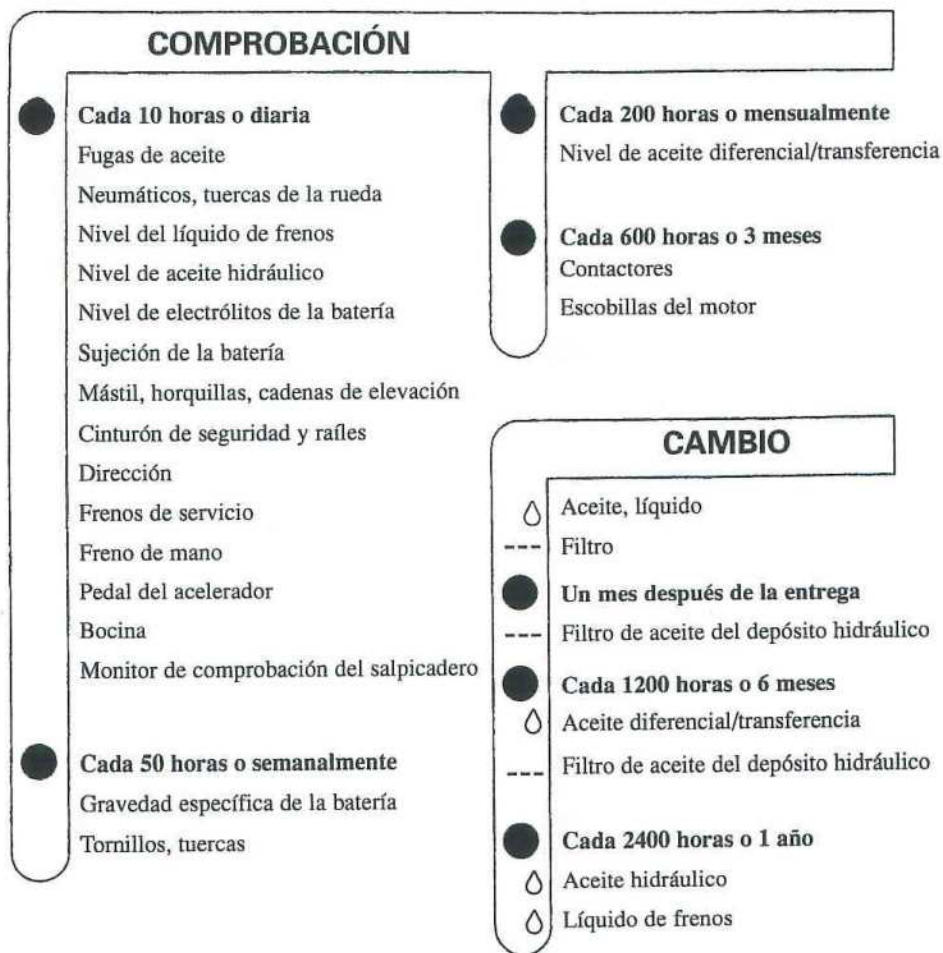 COMPROBACIÓN
Cada 10 horas o diaria
Fugas de aceite
Neumáticos, tuercas de la rueda
Nivel del líquido de frenos
Nivel de aceite hidráulico
Nivel de electrólitos de la batería
Sujeción de la batería
Mástil, horquillas, cadenas de elevación
Cinturón de seguridad y raíles
Dirección
Frenos de servicio
Freno de mano
Pedal del acelerador
Bocina
Monitor de comprobación del salpicadero
Cada 50 horas o semanalmente
Gravedad específica de la batería
Tornillos, tuercas
Cada 200 horas o mensualmente
Nivel de aceite diferencial/transferencia
Cada 600 horas o 3 meses
Contactores
Escobillas del motor
CAMBIO
Aceite, líquido
--- Filtro
Un mes después de la entrega
--- Filtro de aceite del depósito hidráulico
Cada 1200 horas o 6 meses
Aceite diferencial/transferencia
--- Filtro de aceite del depósito hidráulico
Cada 2400 horas o 1 año
Aceite hidráulico
Líquido de frenos